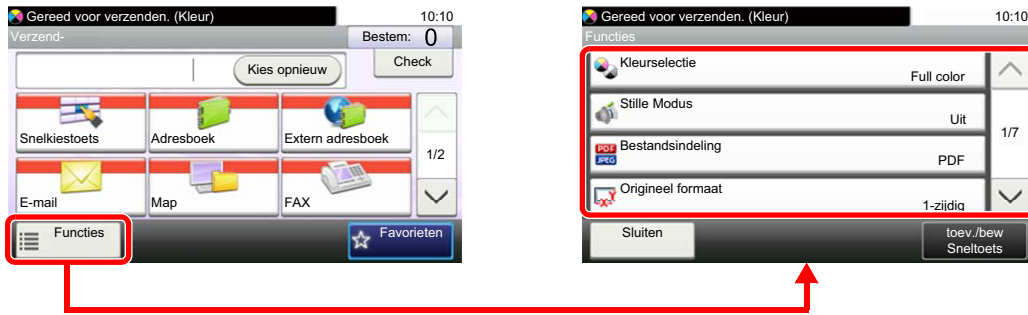 Gereed voor verzenden. (Kleur) 10:10
Verzend- Bestem: 0
Kies opnieuw Check
Snelkiestoets Adresboek Extern adresboek
1/2
E-mail Map FAX
Functies Favorieten
Gereed voor verzenden. (Kleur) 10:10
Functies
Kleurselectie
Full color
Stille Modus
Uit
1/7
PDF
JPEG
Bestandsindeling
PDF
Origineel formaat
1-zijdig
Sluiten toev./bew
Sneltoets